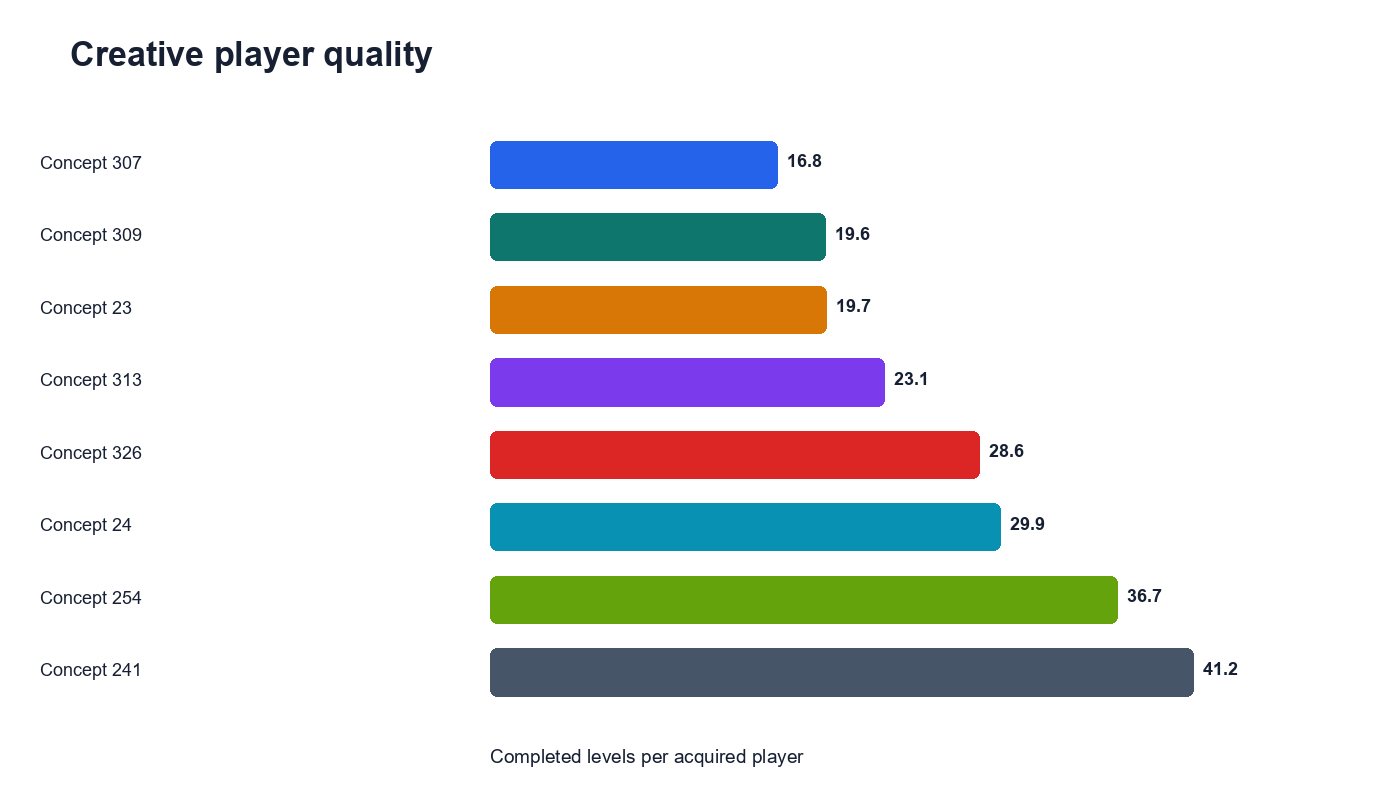 Creative player quality
Concept 307 16.8
Concept 309 19.6
Concept 23 19.7
Concept 313 23.1
Concept 326 28.6
Concept 24 29.9
Concept 254 36.7
Concept 241 41.2
Completed levels per acquired player